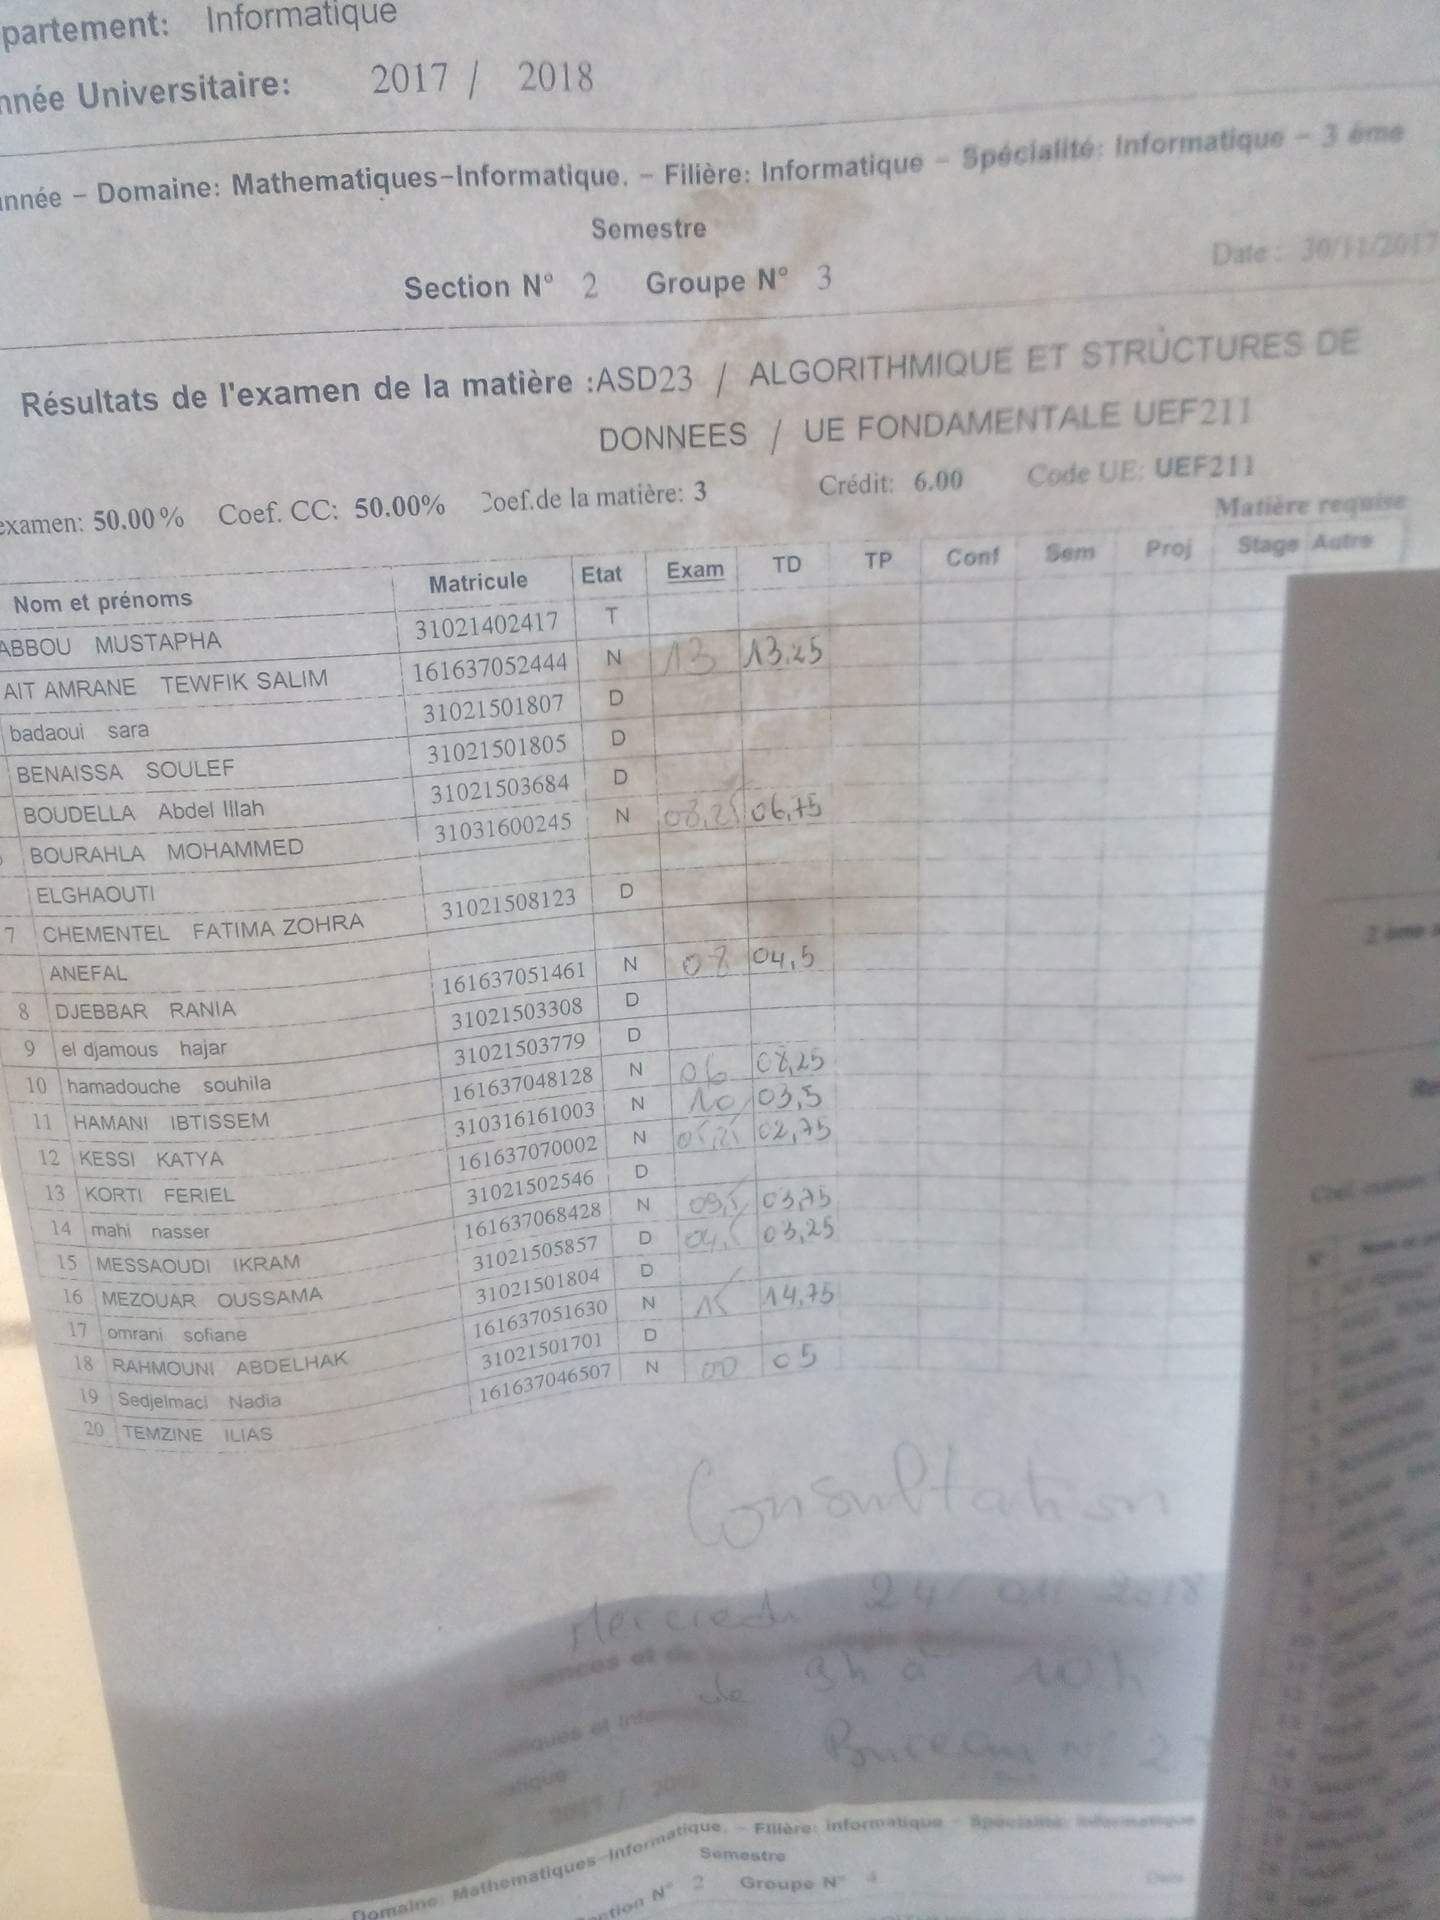 partement: Informatique
nnée Universitaire: 2017 / 2018
nnée - Domaine: Mathematiques-Informatique. - Filière: Informatique - Spécialité: Informatique - 3 éme
Semestre
Date : 30/11/2017
Section N° 2 Groupe N° 3
Résultats de l'examen de la matière :ASD23 / ALGORITHMIQUE ET STRUCTURES DE
DONNEES / UE FONDAMENTALE UEF211
examen: 50.00% Coef. CC: 50.00% Coef.de la matière: 3 Crédit: 6.00 Code UE: UEF211
Matière requise
Nom et prénoms Matricule Etat Exam TD TP Conf Sem Proj Stage Autre
ABBOU MUSTAPHA 31021402417 T
AIT AMRANE TEWFIK SALIM 161637052444 N 13 13,25
badaoui sara 31021501807 D
BENAISSA SOULEF 31021501805 D
BOUDELLA Abdel Illah 31021503684 D
BOURAHLA MOHAMMED 31031600245 N 08,25 06,75
ELGHAOUTI
7 CHEMENTEL FATIMA ZOHRA 31021508123 D
ANEFAL
8 DJEBBAR RANIA 161637051461 N 08 04,5
9 el djamous hajar 31021503308 D
10 hamadouche souhila 31021503779 D
11 HAMANI IBTISSEM 161637048128 N 06 08,25
12 KESSI KATYA 310316161003 N 10 03,5
13 KORTI FERIEL 161637070002 N 05,25 02,75
14 mahi nasser 31021502546 D
15 MESSAOUDI IKRAM 161637068428 N 09,5 03,75
16 MEZOUAR OUSSAMA 31021505857 D 04,5 03,25
17 omrani sofiane 31021501804 D
18 RAHMOUNI ABDELHAK 161637051630 N 15 14,75
19 Sedjelmaci Nadia 31021501701 D
20 TEMZINE ILIAS 161637046507 N 00 05
Consultation
Mercredi 24/01/2018
de 9h à 10h
Bureau N°
Domaine: Mathematiques-Informatique. - Filière: Informatique - Spécialité: Informatique
Semestre
ction N° 2 Groupe N° 4